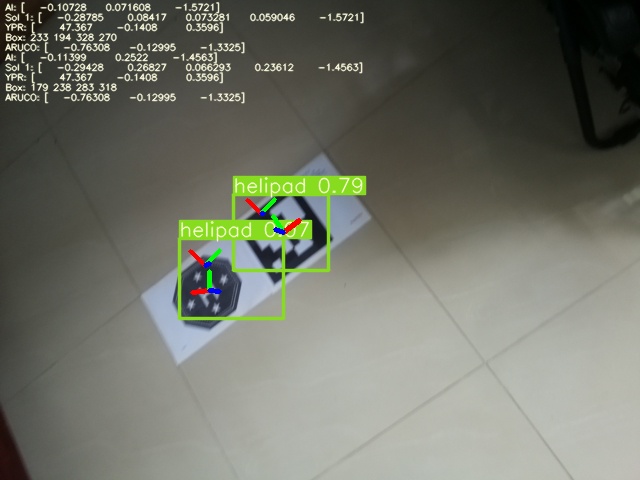 AI: [ -0.10728 0.071608 -1.5721]
Sol 1: [ -0.28785 0.08417 0.073281 0.059046 -1.5721]
YPR: [ 47.367 -0.1408 0.3596]
Box: 233 194 328 270
ARUCO: [ -0.76308 -0.12995 -1.3325]
AI: [ -0.11399 0.2522 -1.4563]
Sol 1: [ -0.29428 0.26827 0.066293 0.23612 -1.4563]
YPR: [ 47.367 -0.1408 0.3596]
Box: 179 238 283 318
ARUCO: [ -0.76308 -0.12995 -1.3325]
helipad 0.79
helipad